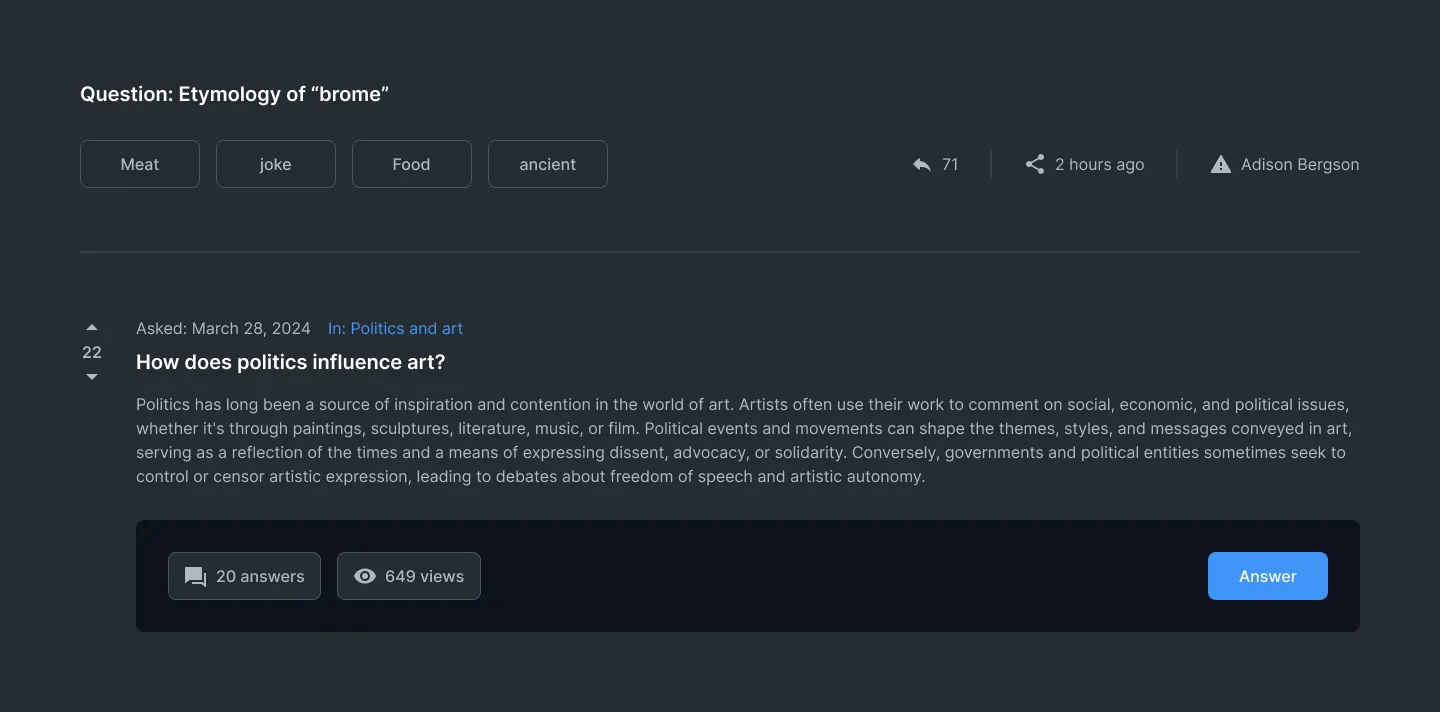 Question: Etymology of “brome”
Meat joke Food ancient 71 2 hours ago Adison Bergson
Asked: March 28, 2024 In: Politics and art
22
How does politics influence art?
Politics has long been a source of inspiration and contention in the world of art. Artists often use their work to comment on social, economic, and political issues,
whether it's through paintings, sculptures, literature, music, or film. Political events and movements can shape the themes, styles, and messages conveyed in art,
serving as a reflection of the times and a means of expressing dissent, advocacy, or solidarity. Conversely, governments and political entities sometimes seek to
control or censor artistic expression, leading to debates about freedom of speech and artistic autonomy.
20 answers 649 views Answer